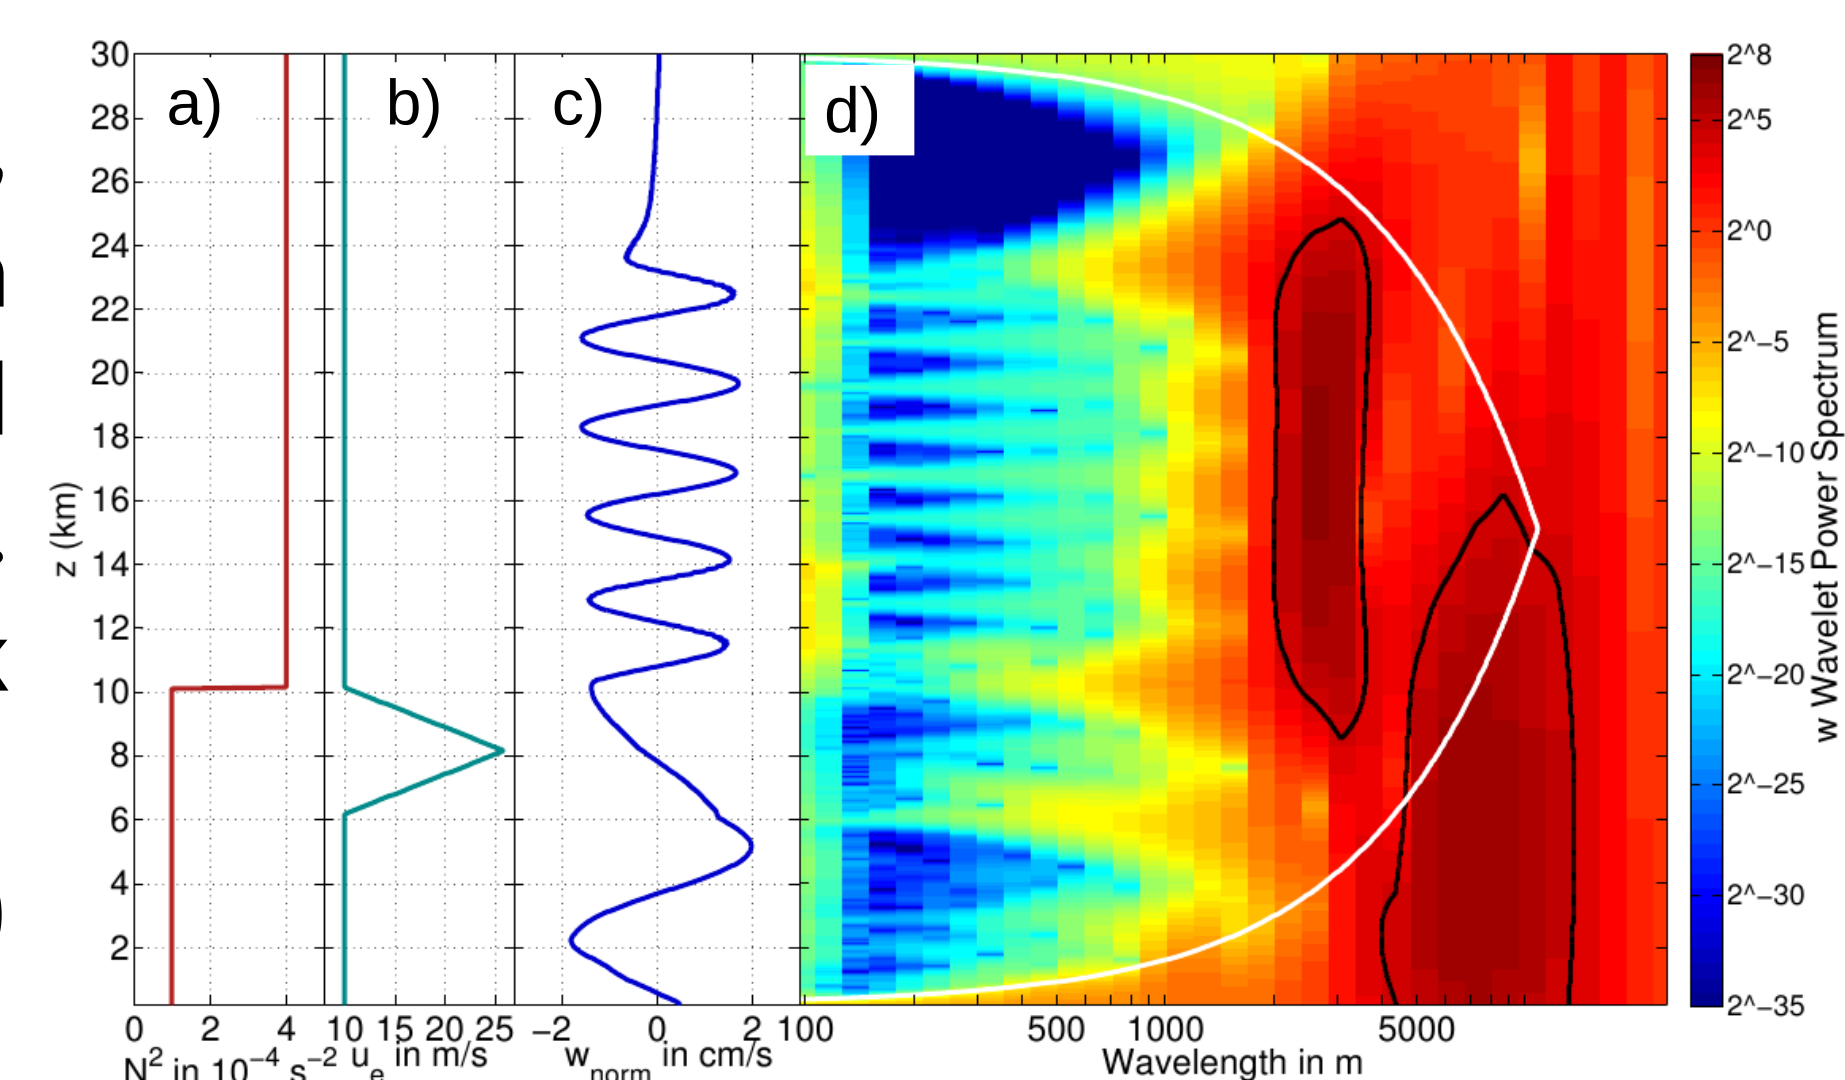 a)
b)
c)
d)
30
28
26
24
22
20
18
16
14
12
10
8
6
4
2
z (km)
0 2 4
N² in 10⁻⁴ s⁻²
10 15 20 25
uₑ in m/s
−2 0 2
w_norm in cm/s
100 500 1000 5000
Wavelength in m
2^8
2^5
2^0
2^−5
2^−10
2^−15
2^−20
2^−25
2^−30
2^−35
w Wavelet Power Spectrum